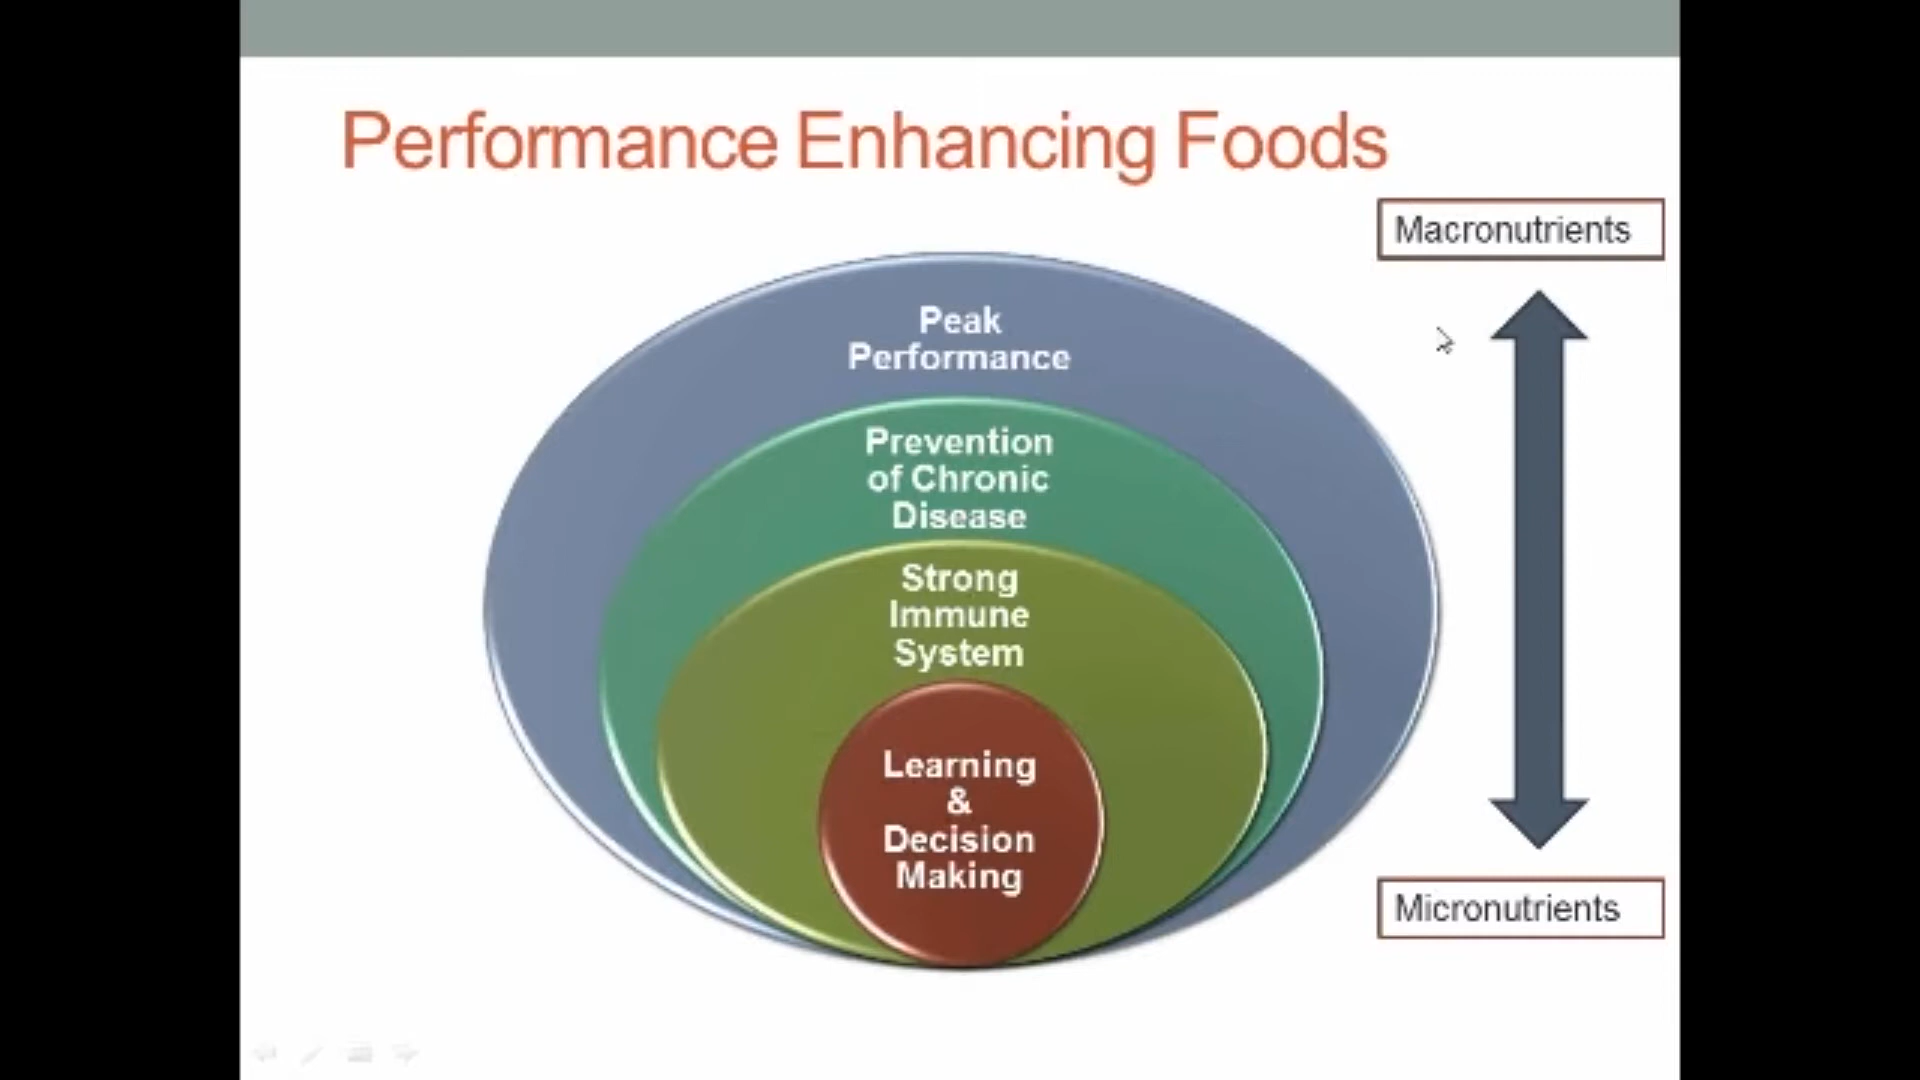 Performance Enhancing Foods
Macronutrients
Peak
Performance
Prevention
of Chronic
Disease
Strong
Immune
System
Learning
&
Decision
Making
Micronutrients